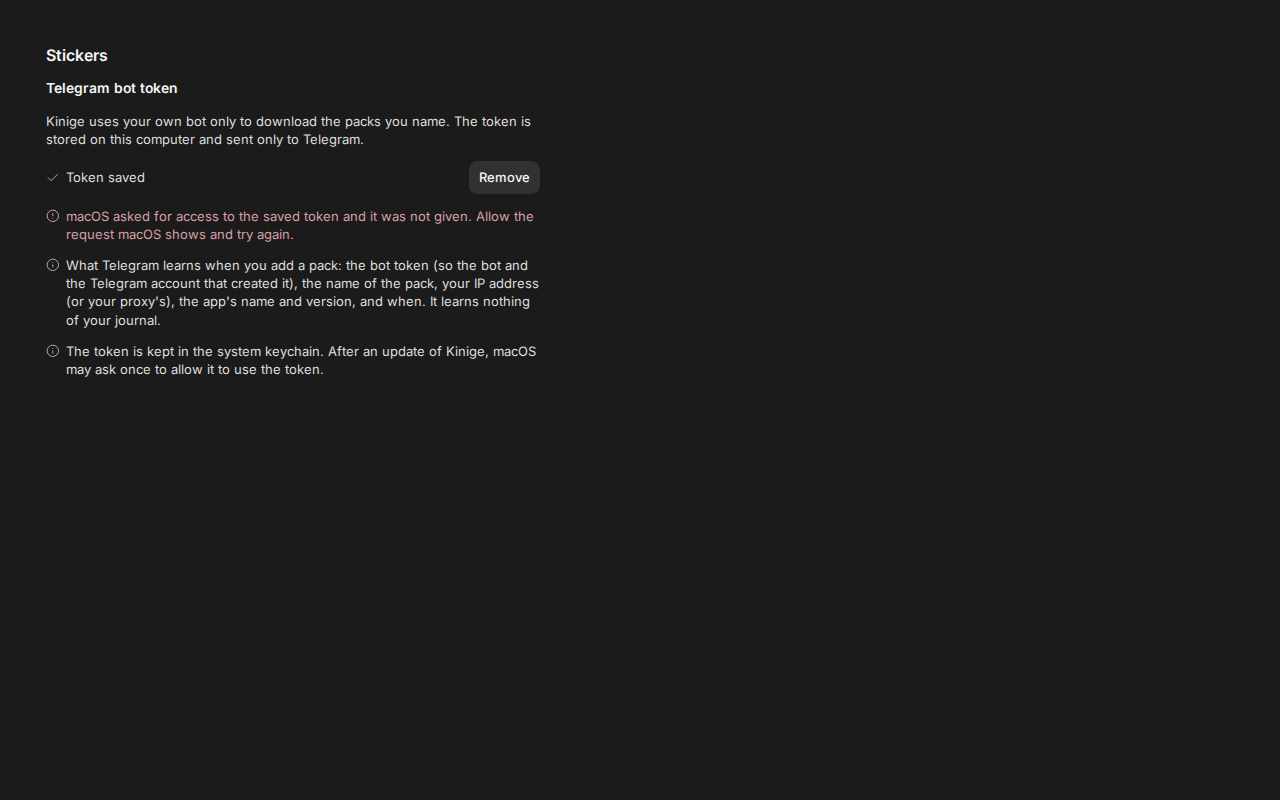 Stickers
Telegram bot token
Kinige uses your own bot only to download the packs you name. The token is
stored on this computer and sent only to Telegram.
Token saved
Remove
macOS asked for access to the saved token and it was not given. Allow the
request macOS shows and try again.
What Telegram learns when you add a pack: the bot token (so the bot and
the Telegram account that created it), the name of the pack, your IP address
(or your proxy's), the app's name and version, and when. It learns nothing
of your journal.
The token is kept in the system keychain. After an update of Kinige, macOS
may ask once to allow it to use the token.